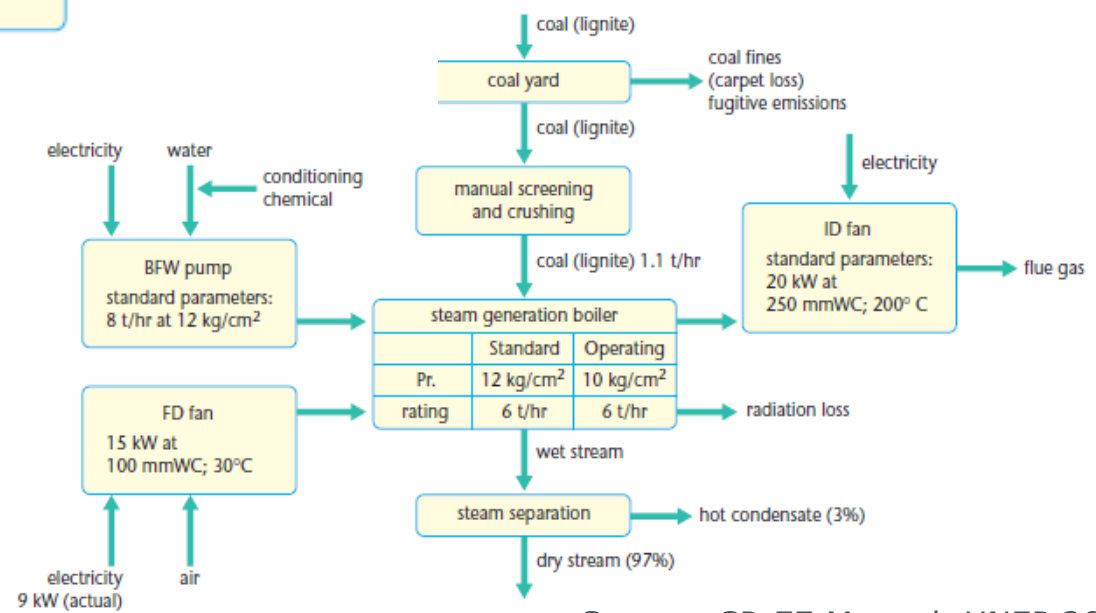 coal (lignite)
coal yard
coal fines
(carpet loss)
fugitive emissions
coal (lignite)
electricity
water
conditioning
chemical
manual screening
and crushing
electricity
BFW pump
standard parameters:
8 t/hr at 12 kg/cm²
coal (lignite) 1.1 t/hr
ID fan
standard parameters:
20 kW at
250 mmWC; 200° C
flue gas
steam generation boiler
Standard Operating
Pr. 12 kg/cm² 10 kg/cm²
rating 6 t/hr 6 t/hr
radiation loss
FD fan
15 kW at
100 mmWC; 30°C
wet stream
steam separation
hot condensate (3%)
dry stream (97%)
electricity
9 kW (actual)
air